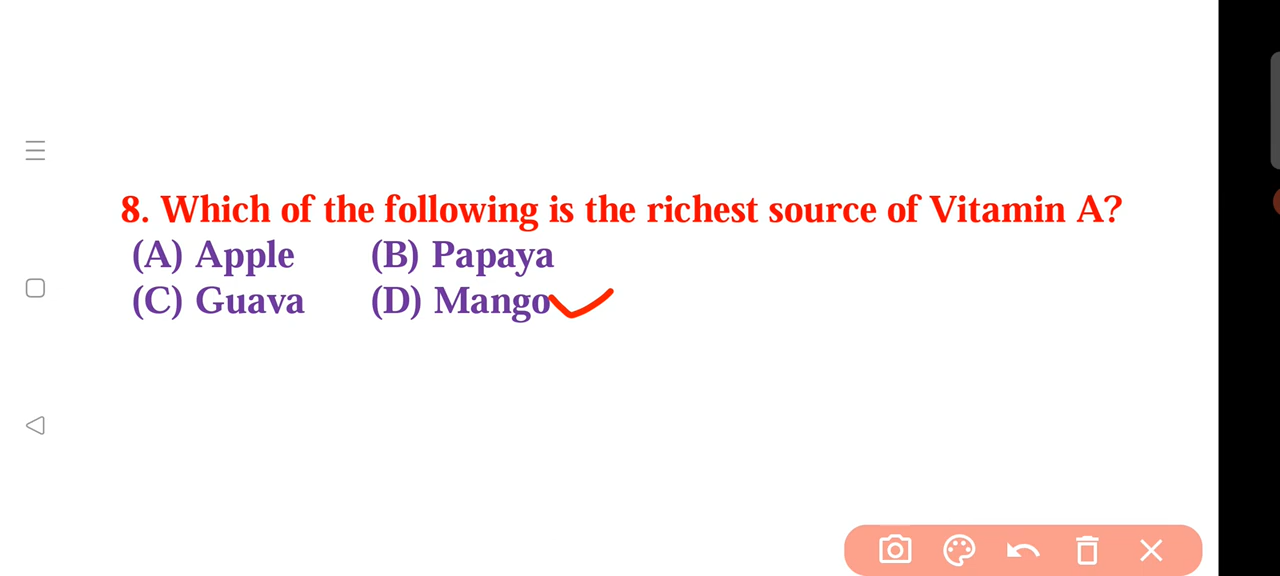 8. Which of the following is the richest source of Vitamin A?
(A) Apple (B) Papaya
(C) Guava (D) Mango